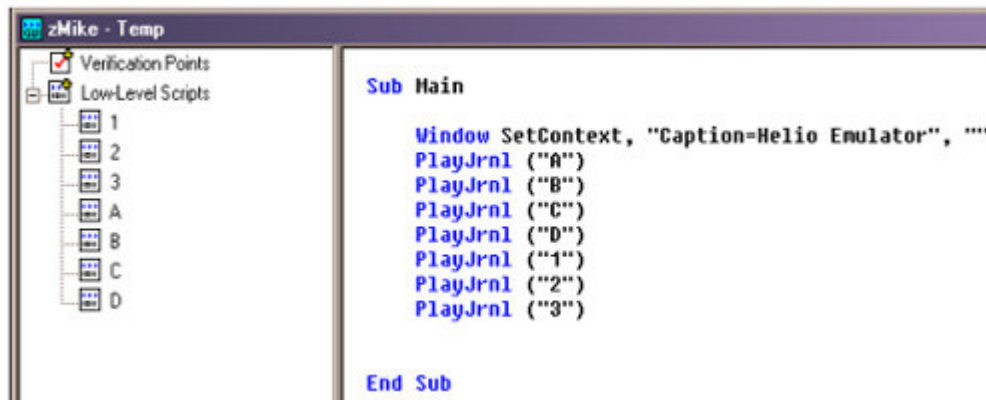 zMike - Temp
Verification Points
Low-Level Scripts
1
2
3
A
B
C
D
Sub Main
Window SetContext, "Caption=Helio Emulator", ""
PlayJrnl ("A")
PlayJrnl ("B")
PlayJrnl ("C")
PlayJrnl ("D")
PlayJrnl ("1")
PlayJrnl ("2")
PlayJrnl ("3")
End Sub